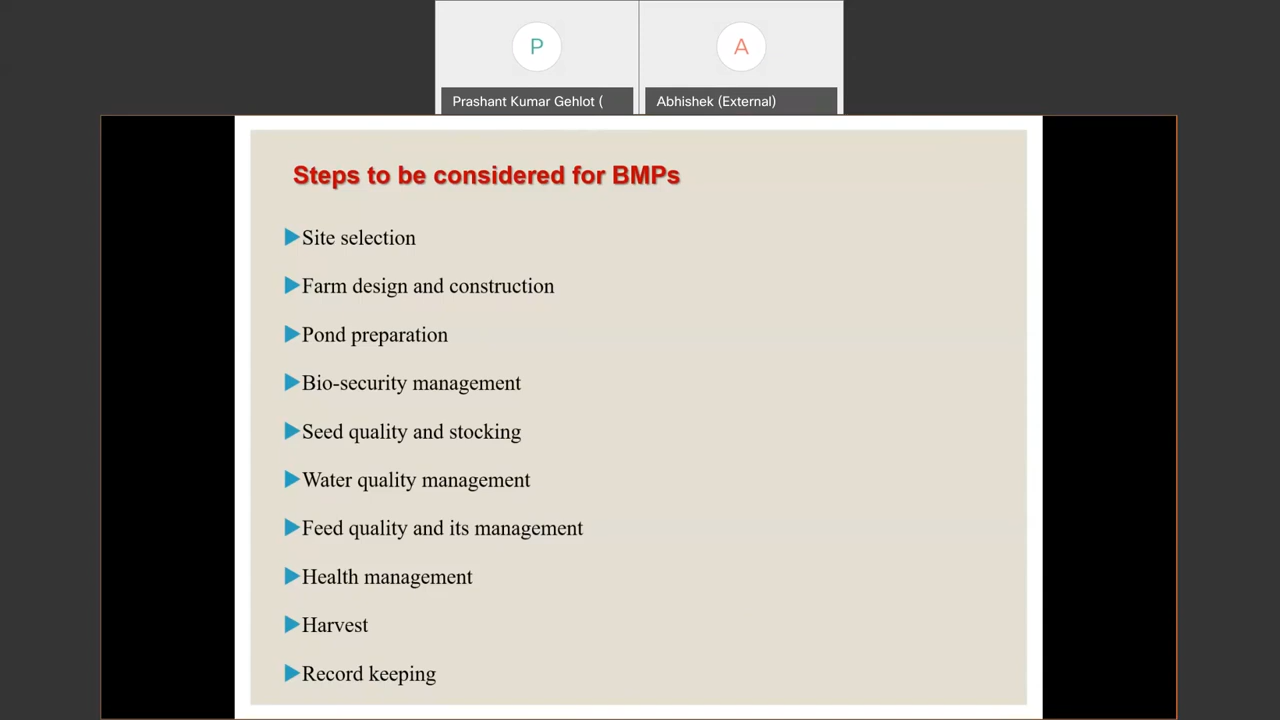 P
A
Prashant Kumar Gehlot (
Abhishek (External)
Steps to be considered for BMPs
Site selection
Farm design and construction
Pond preparation
Bio-security management
Seed quality and stocking
Water quality management
Feed quality and its management
Health management
Harvest
Record keeping